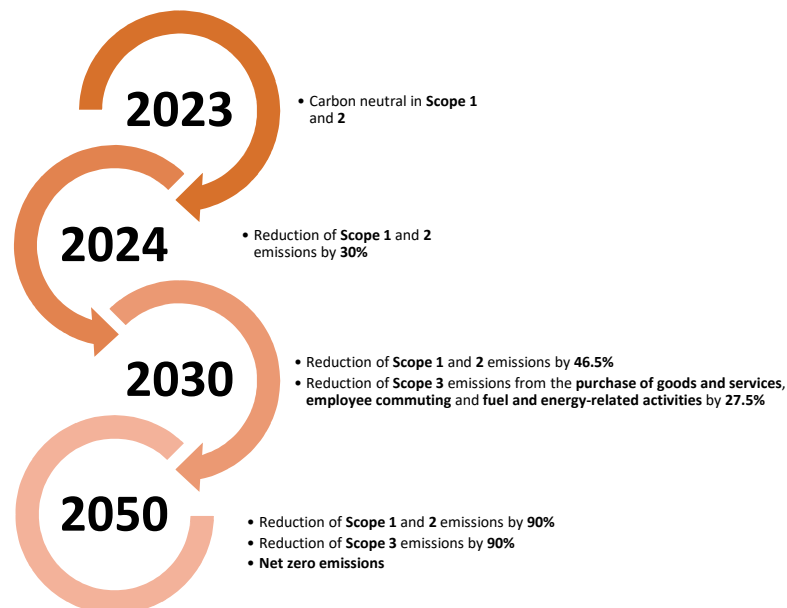 2023
• Carbon neutral in Scope 1
and 2
2024
• Reduction of Scope 1 and 2
emissions by 30%
2030
• Reduction of Scope 1 and 2 emissions by 46.5%
• Reduction of Scope 3 emissions from the purchase of goods and services,
employee commuting and fuel and energy-related activities by 27.5%
2050
• Reduction of Scope 1 and 2 emissions by 90%
• Reduction of Scope 3 emissions by 90%
• Net zero emissions